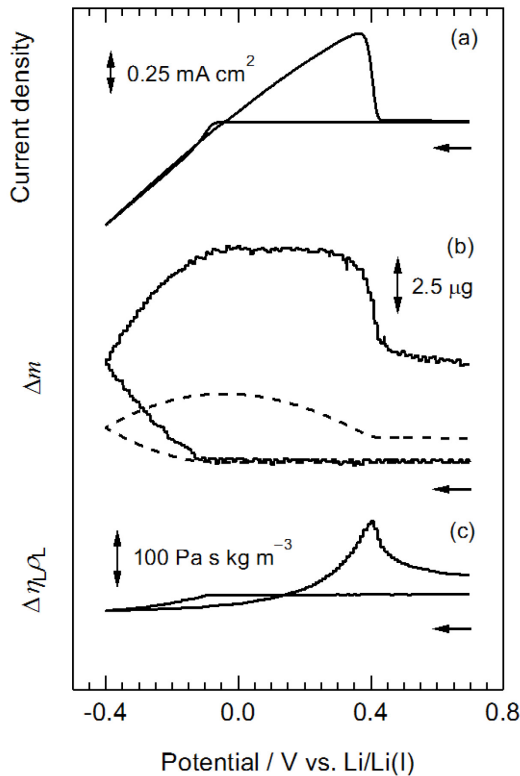 (a)
0.25 mA cm²
Current density
(b)
2.5 µg
Δm
(c)
100 Pa s kg m⁻³
Δη_Lρ_L
-0.4 0.0 0.4 0.8
Potential / V vs. Li/Li(I)